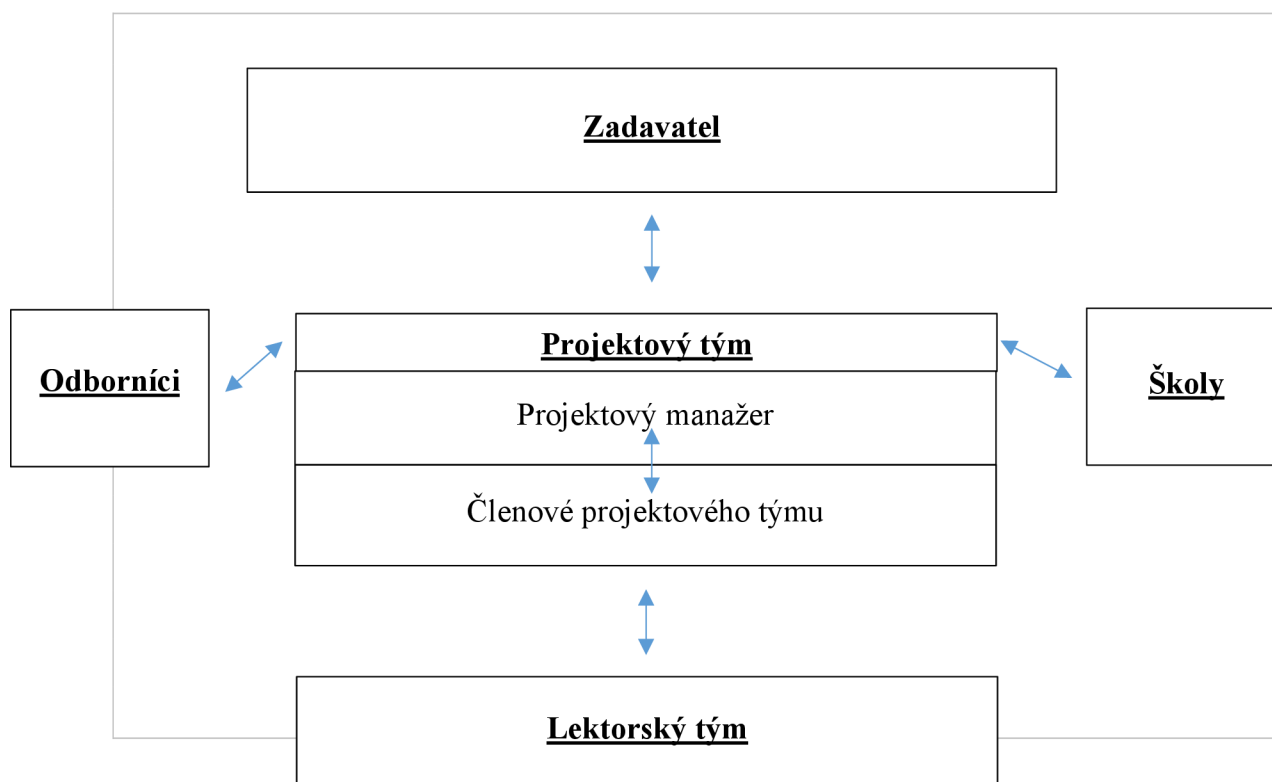 Zadavatel
Projektový tým
Odborníci
Školy
Projektový manažer
Členové projektového týmu
Lektorský tým